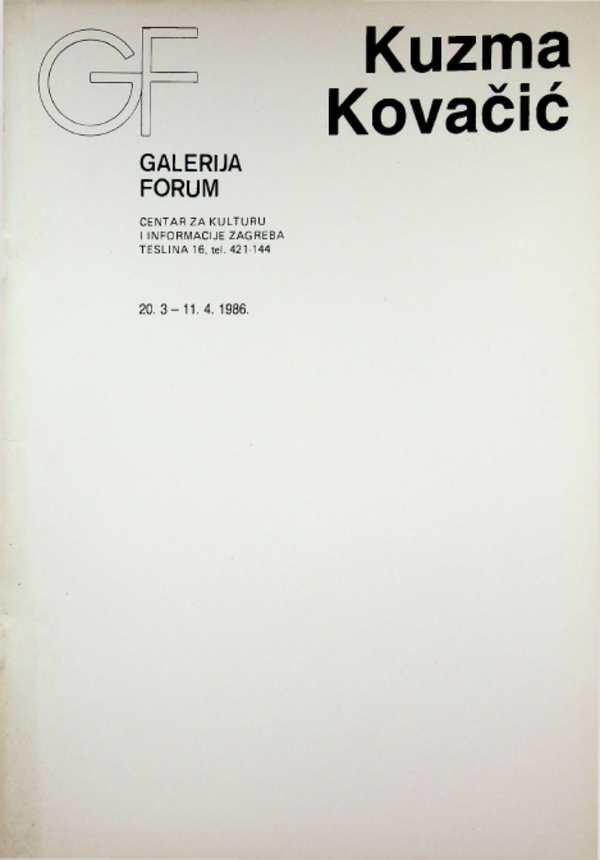 GF
Kuzma
Kovačić
GALERIJA
FORUM
CENTAR ZA KULTURU
I INFORMACIJE ZAGREBA
TESLINA 16, tel. 421-144
20. 3 – 11. 4. 1986.